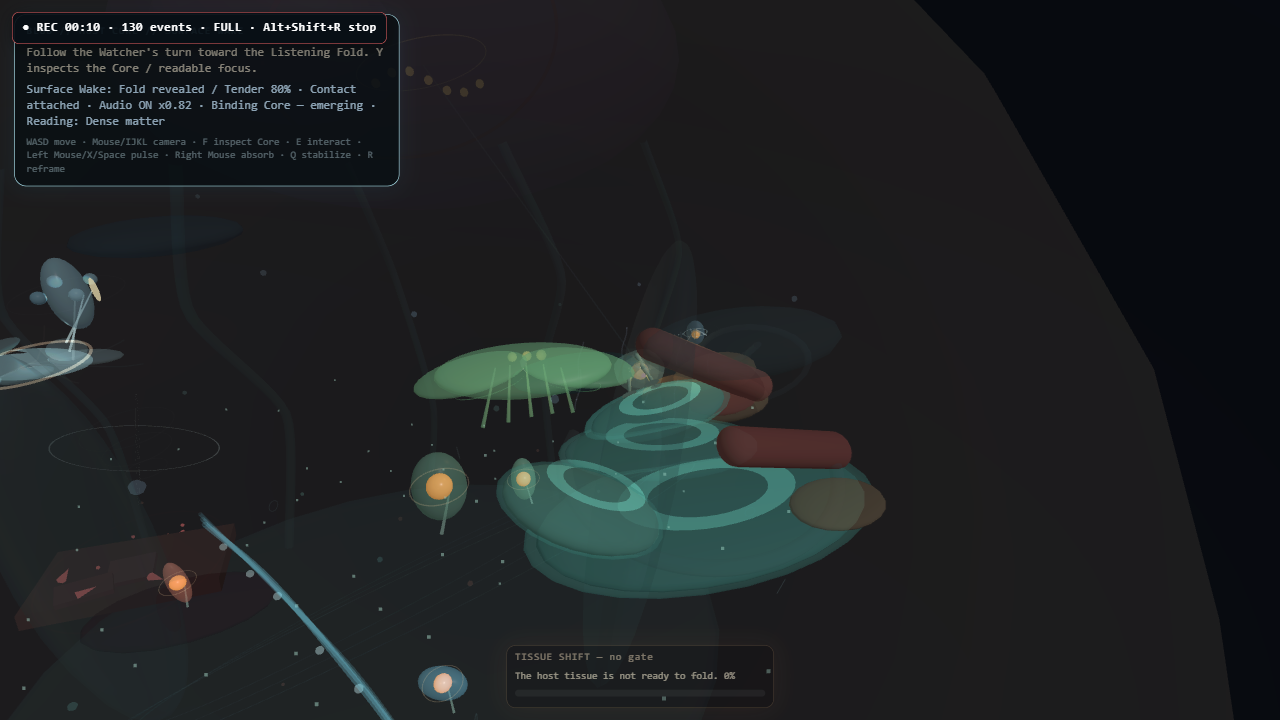 ● REC 00:10 · 130 events · FULL · Alt+Shift+R stop
Follow the Watcher's turn toward the Listening Fold. Y
inspects the Core / readable focus.
Surface Wake: Fold revealed / Tender 80% · Contact
attached · Audio ON x0.82 · Binding Core — emerging ·
Reading: Dense matter
WASD move · Mouse/IJKL camera · F inspect Core · E interact ·
Left Mouse/X/Space pulse · Right Mouse absorb · Q stabilize · R
reframe
TISSUE SHIFT — no gate
The host tissue is not ready to fold. 0%